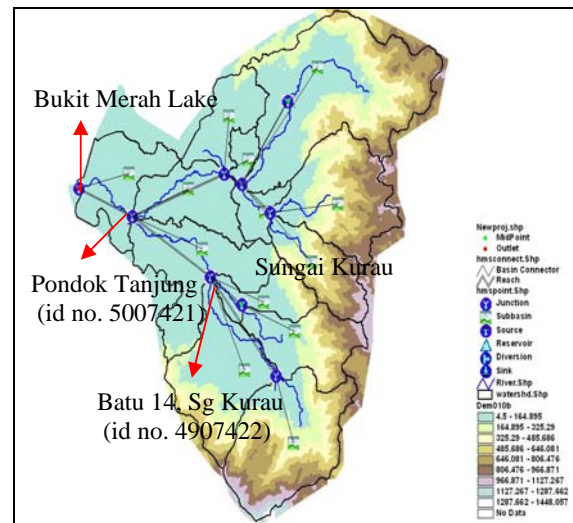 Bukit Merah Lake
Sungai Kurau
Pondok Tanjung
(id no. 5007421)
Batu 14, Sg Kurau
(id no. 4907422)
Newproj.shp
MidPoint
Outlet
hmsconnect.Shp
Basin Connector
Reach
hmspoint.Shp
Junction
Subbasin
Source
Reservoir
Diversion
Sink
River.Shp
watershd.Shp
Dem010b
4.5 - 164.895
164.895 - 325.29
325.29 - 485.686
485.686 - 646.081
646.081 - 806.476
806.476 - 966.871
966.871 - 1127.267
1127.267 - 1287.662
1287.662 - 1448.057
No Data